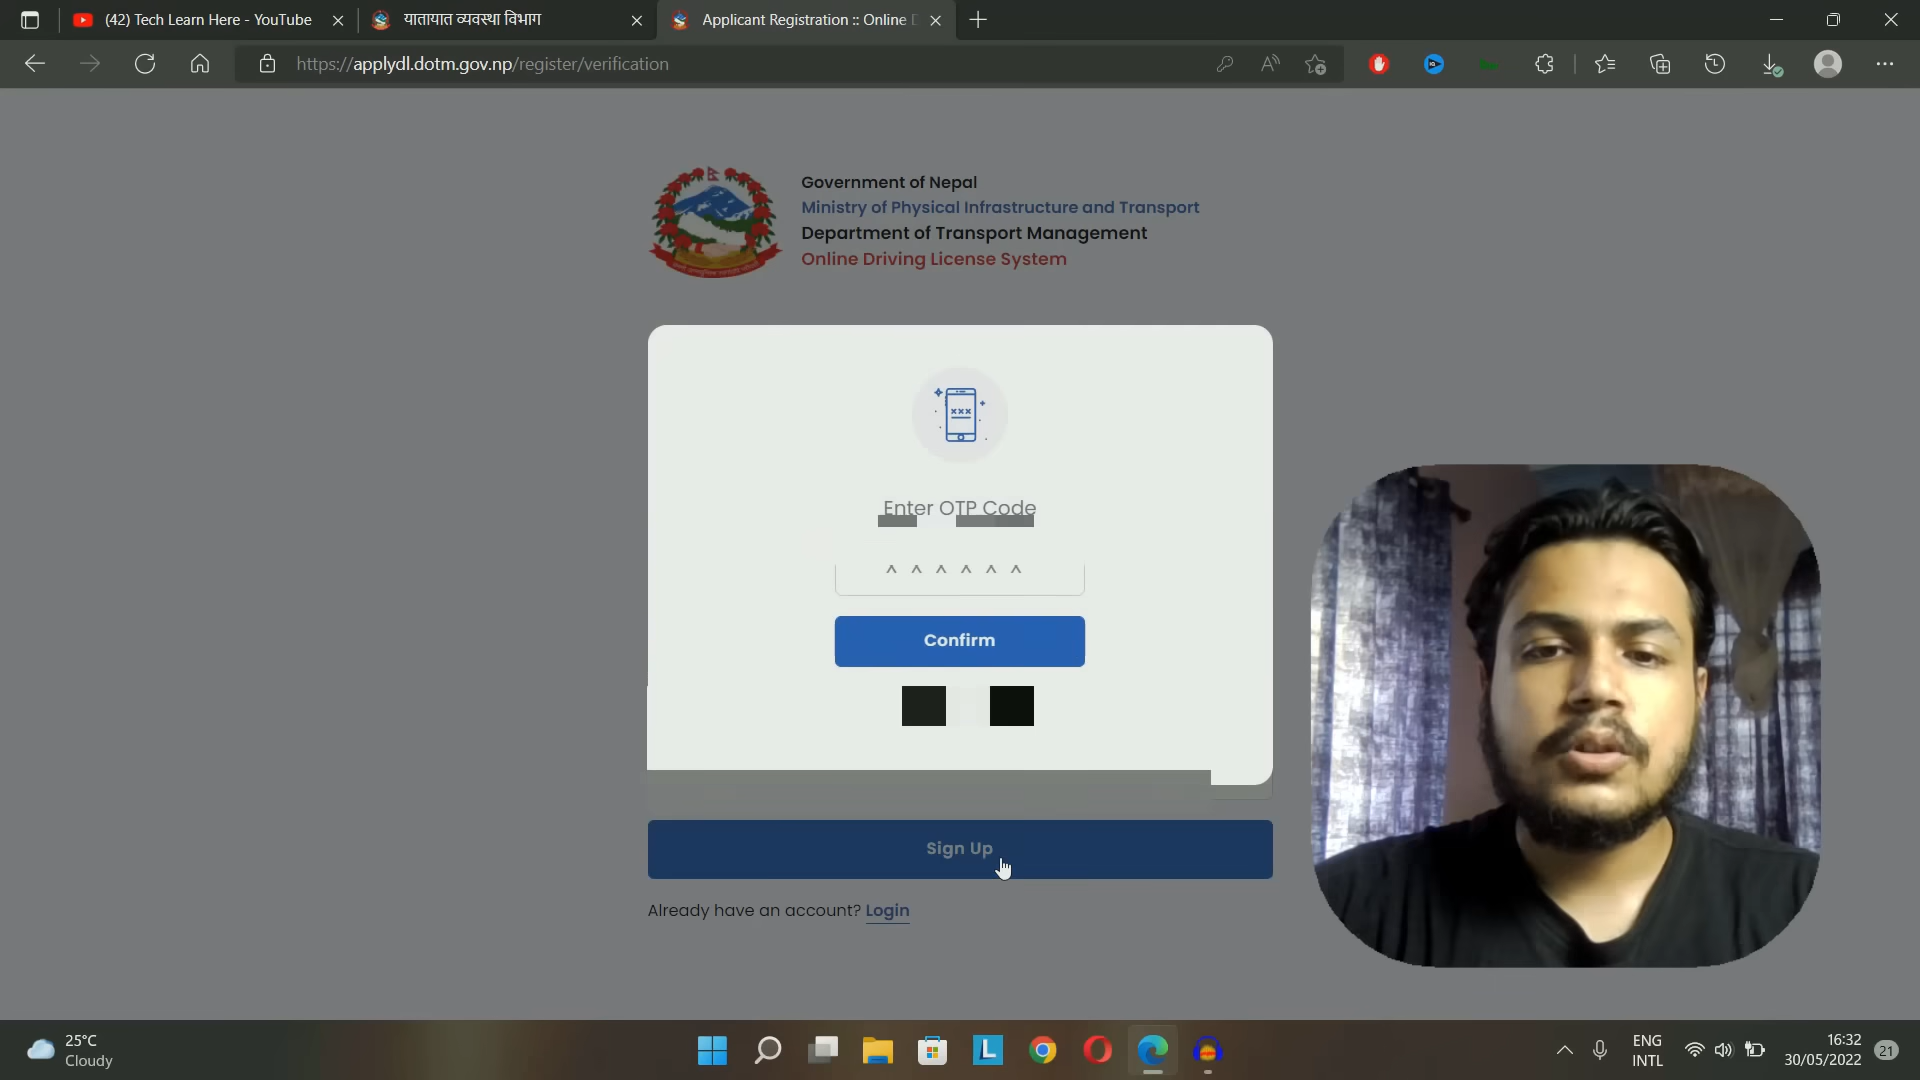 (42) Tech Learn Here - YouTube
यातायात व्यवस्था विभाग
Applicant Registration :: Online
https://applydl.dotm.gov.np/register/verification
Government of Nepal
Ministry of Physical Infrastructure and Transport
Department of Transport Management
Online Driving License System
xxx
Enter OTP Code
Confirm
Sign Up
Already have an account? Login
25°C
Cloudy
ENG
INTL
16:32
30/05/2022
21